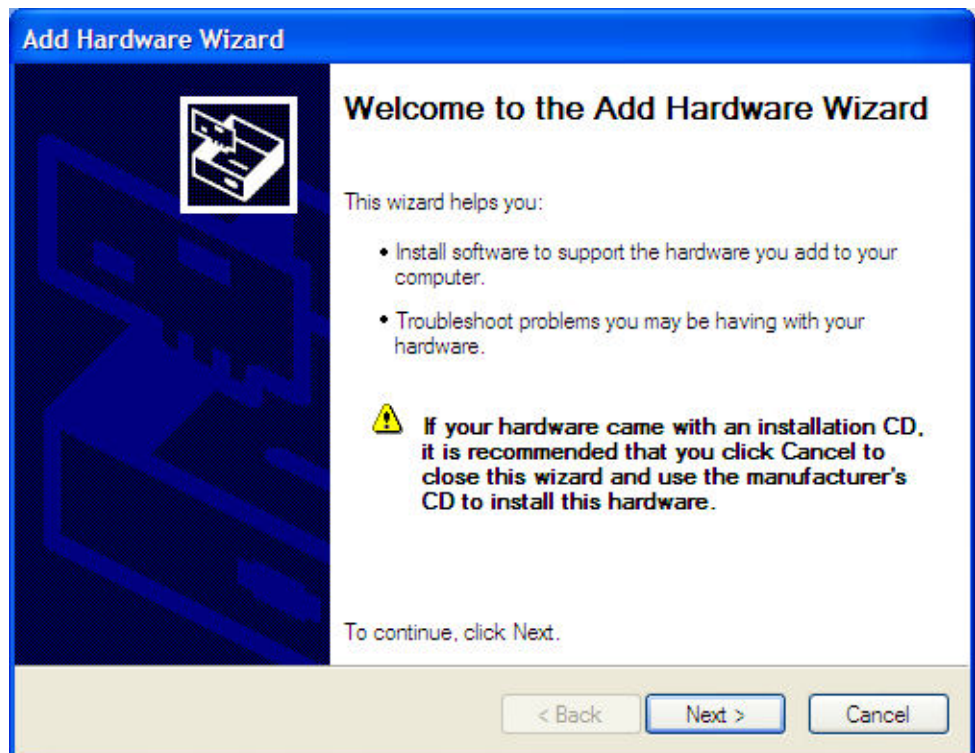 Add Hardware Wizard
Welcome to the Add Hardware Wizard
This wizard helps you:
• Install software to support the hardware you add to your
computer.
• Troubleshoot problems you may be having with your
hardware.
If your hardware came with an installation CD,
it is recommended that you click Cancel to
close this wizard and use the manufacturer's
CD to install this hardware.
To continue, click Next.
< Back
Next >
Cancel